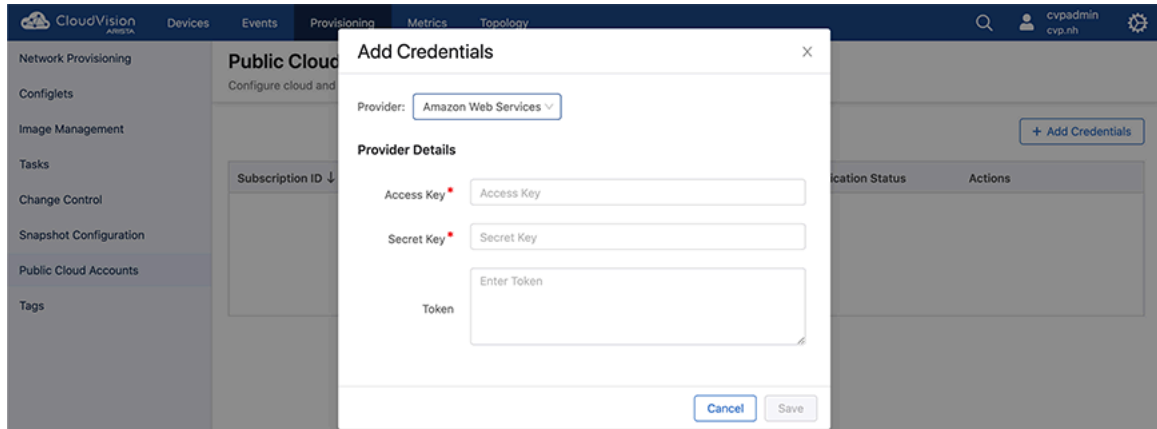 CloudVision
ARISTA
Devices
Events
Provisioning
Metrics
Topology
cvpadmin
cvp.nh
Network Provisioning
Configlets
Image Management
Tasks
Change Control
Snapshot Configuration
Public Cloud Accounts
Tags
Public Cloud
Configure cloud and
+ Add Credentials
Subscription ID ↓
ication Status
Actions
Add Credentials
Provider: Amazon Web Services
Provider Details
Access Key* Access Key
Secret Key* Secret Key
Token Enter Token
Cancel Save